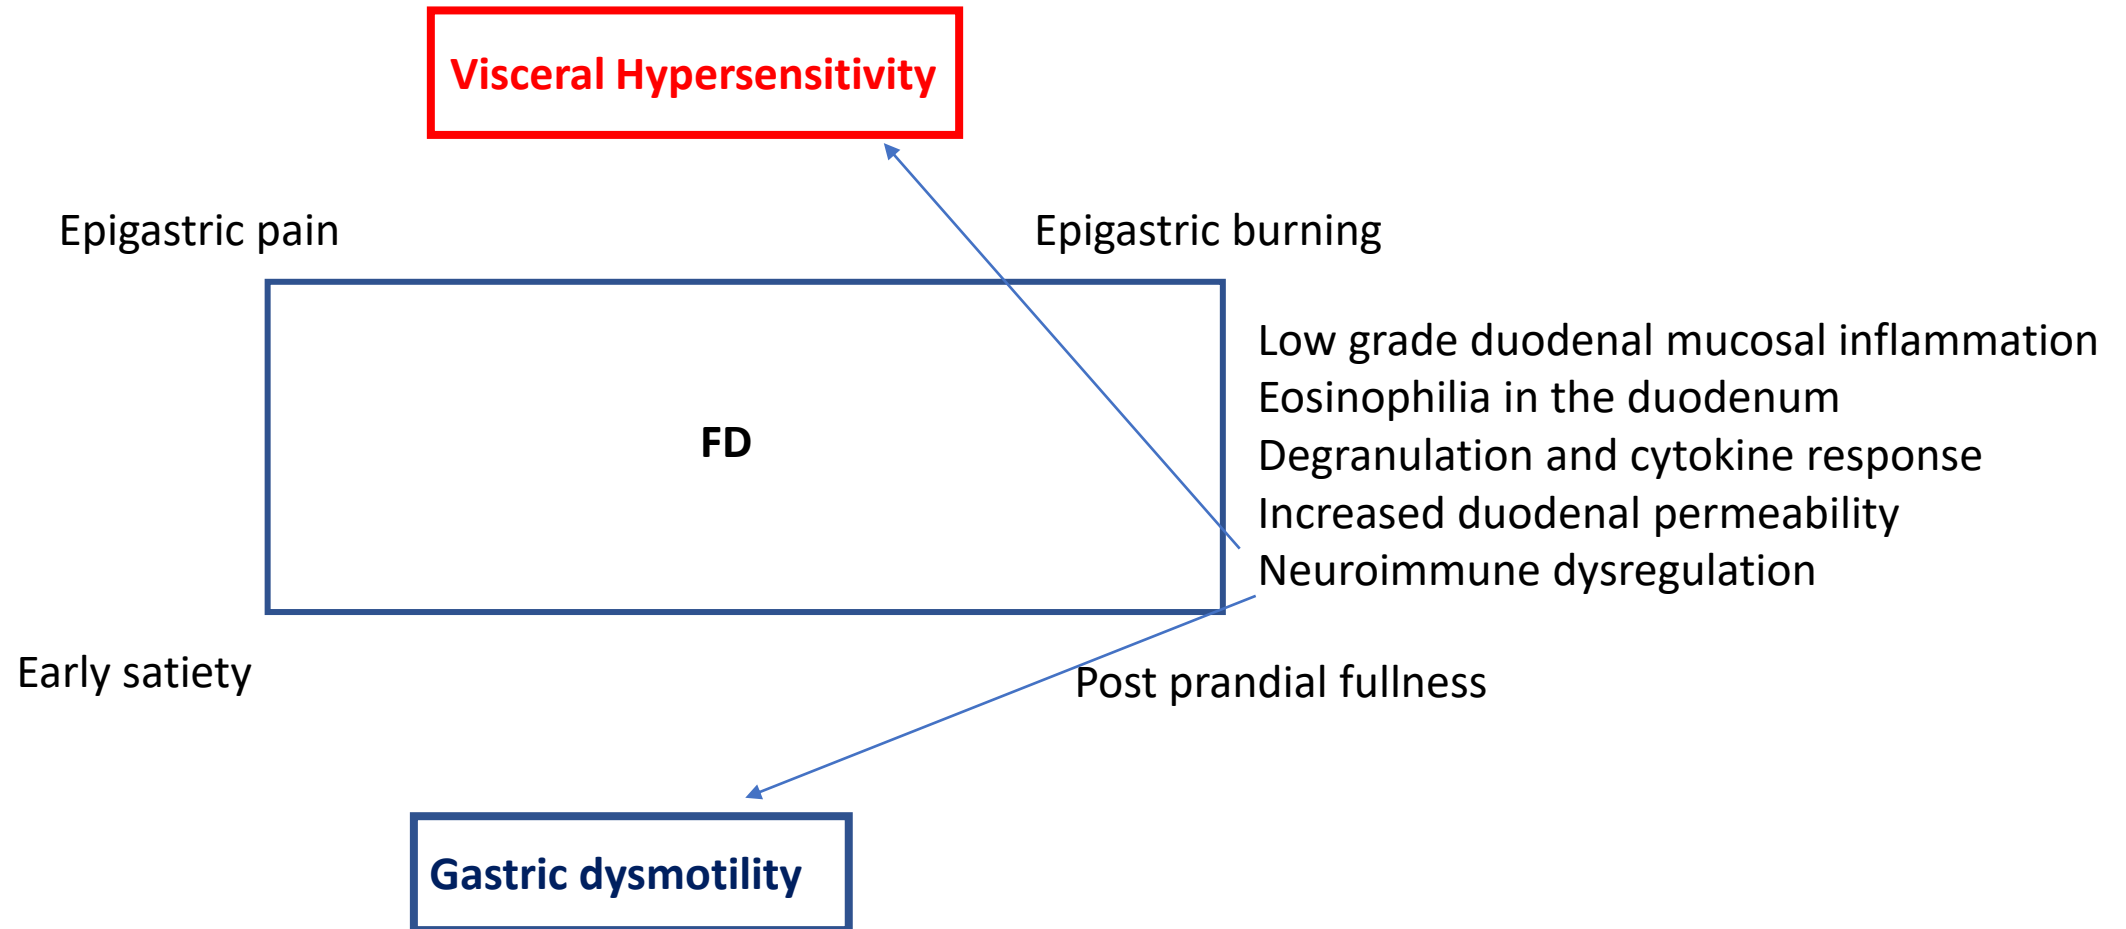 Visceral Hypersensitivity
Epigastric pain
Epigastric burning
FD
Low grade duodenal mucosal inflammation
Eosinophilia in the duodenum
Degranulation and cytokine response
Increased duodenal permeability
Neuroimmune dysregulation
Early satiety
Post prandial fullness
Gastric dysmotility